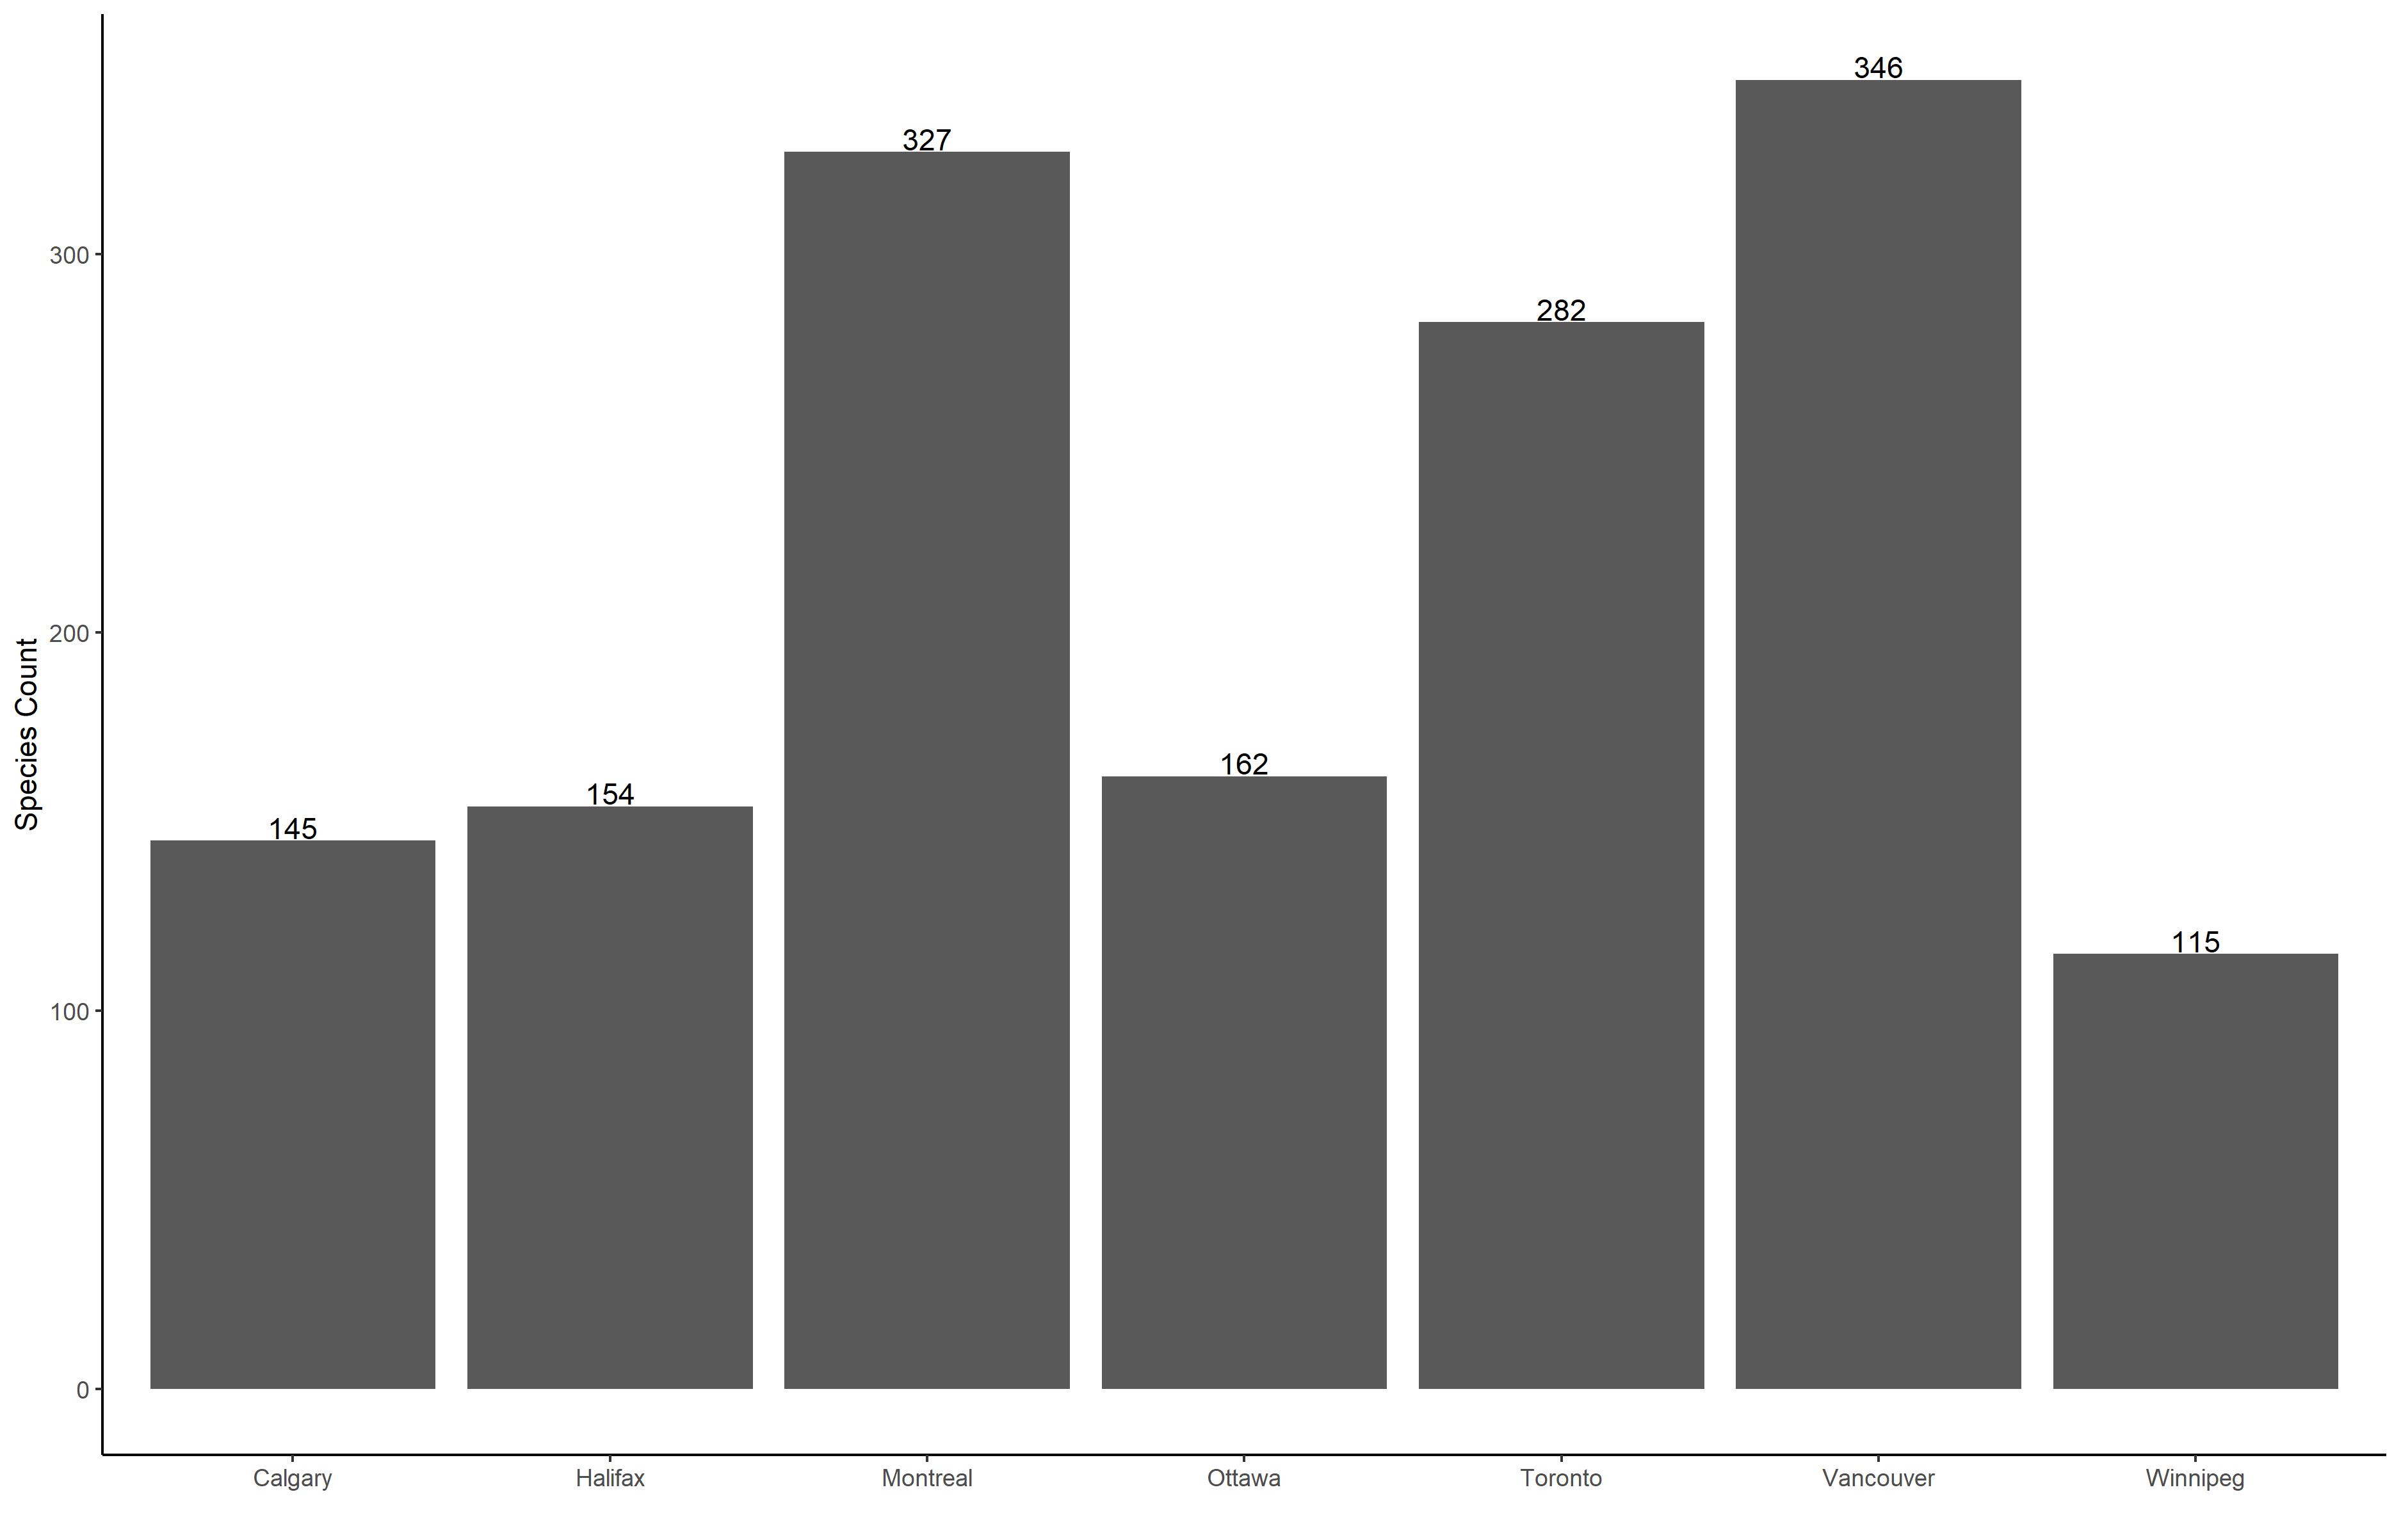 Species Count
300
200
100
0
145
154
327
162
282
346
115
Calgary
Halifax
Montreal
Ottawa
Toronto
Vancouver
Winnipeg